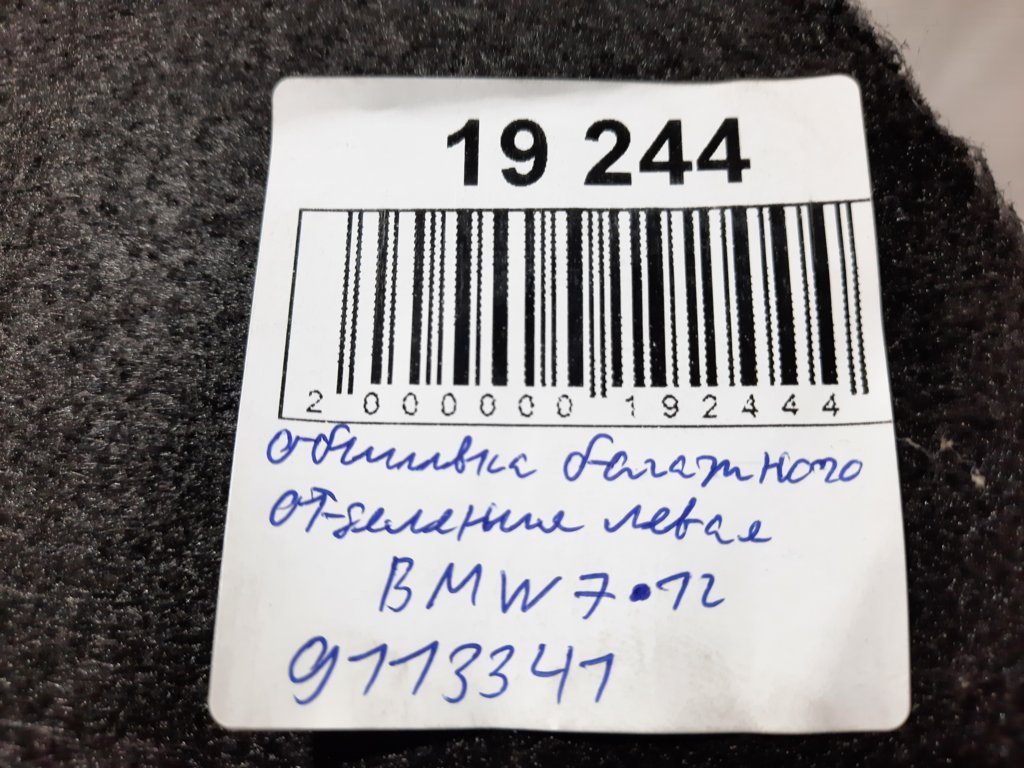 19 244
2 000000 192444
обшивка багажного
отделения левая
BMW 7•12
9113341